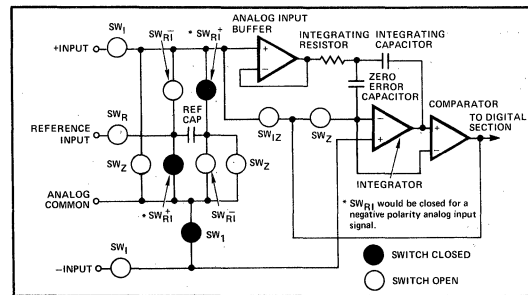 ANALOG INPUT
BUFFER
INTEGRATING
RESISTOR
INTEGRATING
CAPACITOR
SWI
+INPUT
SWRI-
* SWRI+
ZERO
ERROR
CAPACITOR
COMPARATOR
TO DIGITAL
SECTION
SWR
REF
CAP
REFERENCE
INPUT
SWIZ
SWZ
SWZ
SWZ
INTEGRATOR
* SWRI+
SWRI-
ANALOG
COMMON
* SWRI would be closed for a
negative polarity analog input
signal.
SW1
SWI
−INPUT
SWITCH CLOSED
SWITCH OPEN